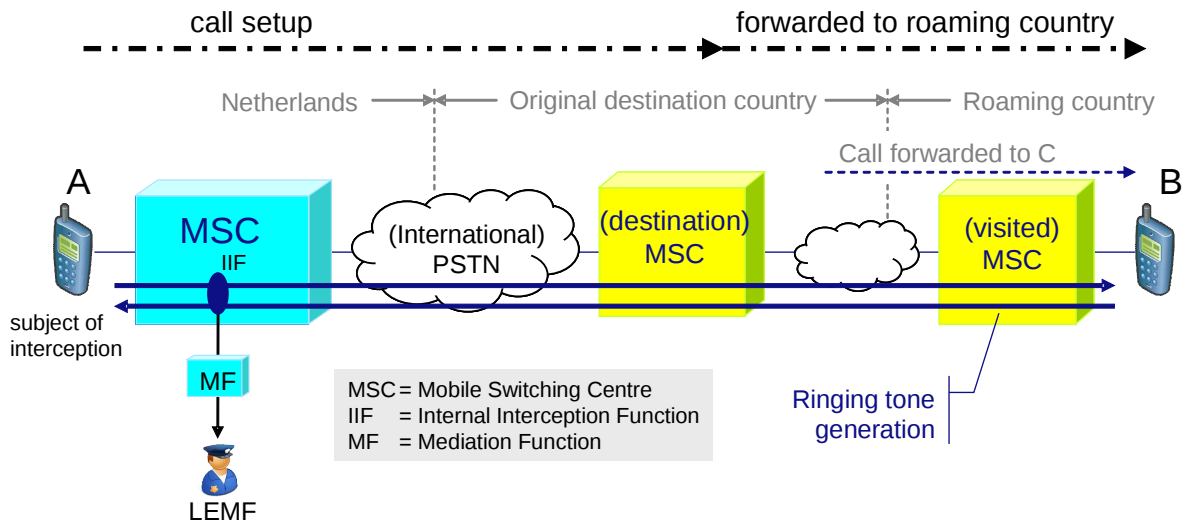 call setup
forwarded to roaming country
Netherlands
Original destination country
Roaming country
Call forwarded to C
A
B
MSC
IIF
(International)
PSTN
(destination)
MSC
(visited)
MSC
subject of
interception
MF
LEMF
MSC = Mobile Switching Centre
IIF = Internal Interception Function
MF = Mediation Function
Ringing tone
generation